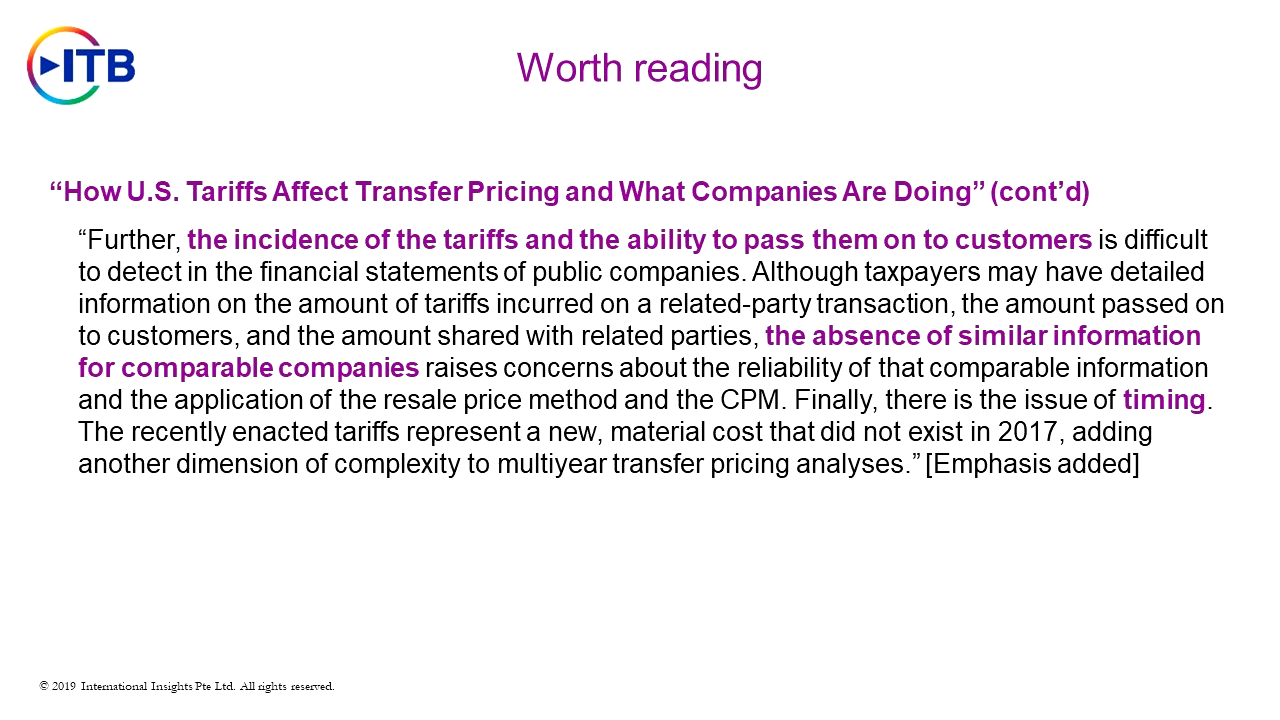 ITB
Worth reading
“How U.S. Tariffs Affect Transfer Pricing and What Companies Are Doing” (cont’d)
“Further, the incidence of the tariffs and the ability to pass them on to customers is difficult
to detect in the financial statements of public companies. Although taxpayers may have detailed
information on the amount of tariffs incurred on a related-party transaction, the amount passed on
to customers, and the amount shared with related parties, the absence of similar information
for comparable companies raises concerns about the reliability of that comparable information
and the application of the resale price method and the CPM. Finally, there is the issue of timing.
The recently enacted tariffs represent a new, material cost that did not exist in 2017, adding
another dimension of complexity to multiyear transfer pricing analyses.” [Emphasis added]
© 2019 International Insights Pte Ltd. All rights reserved.